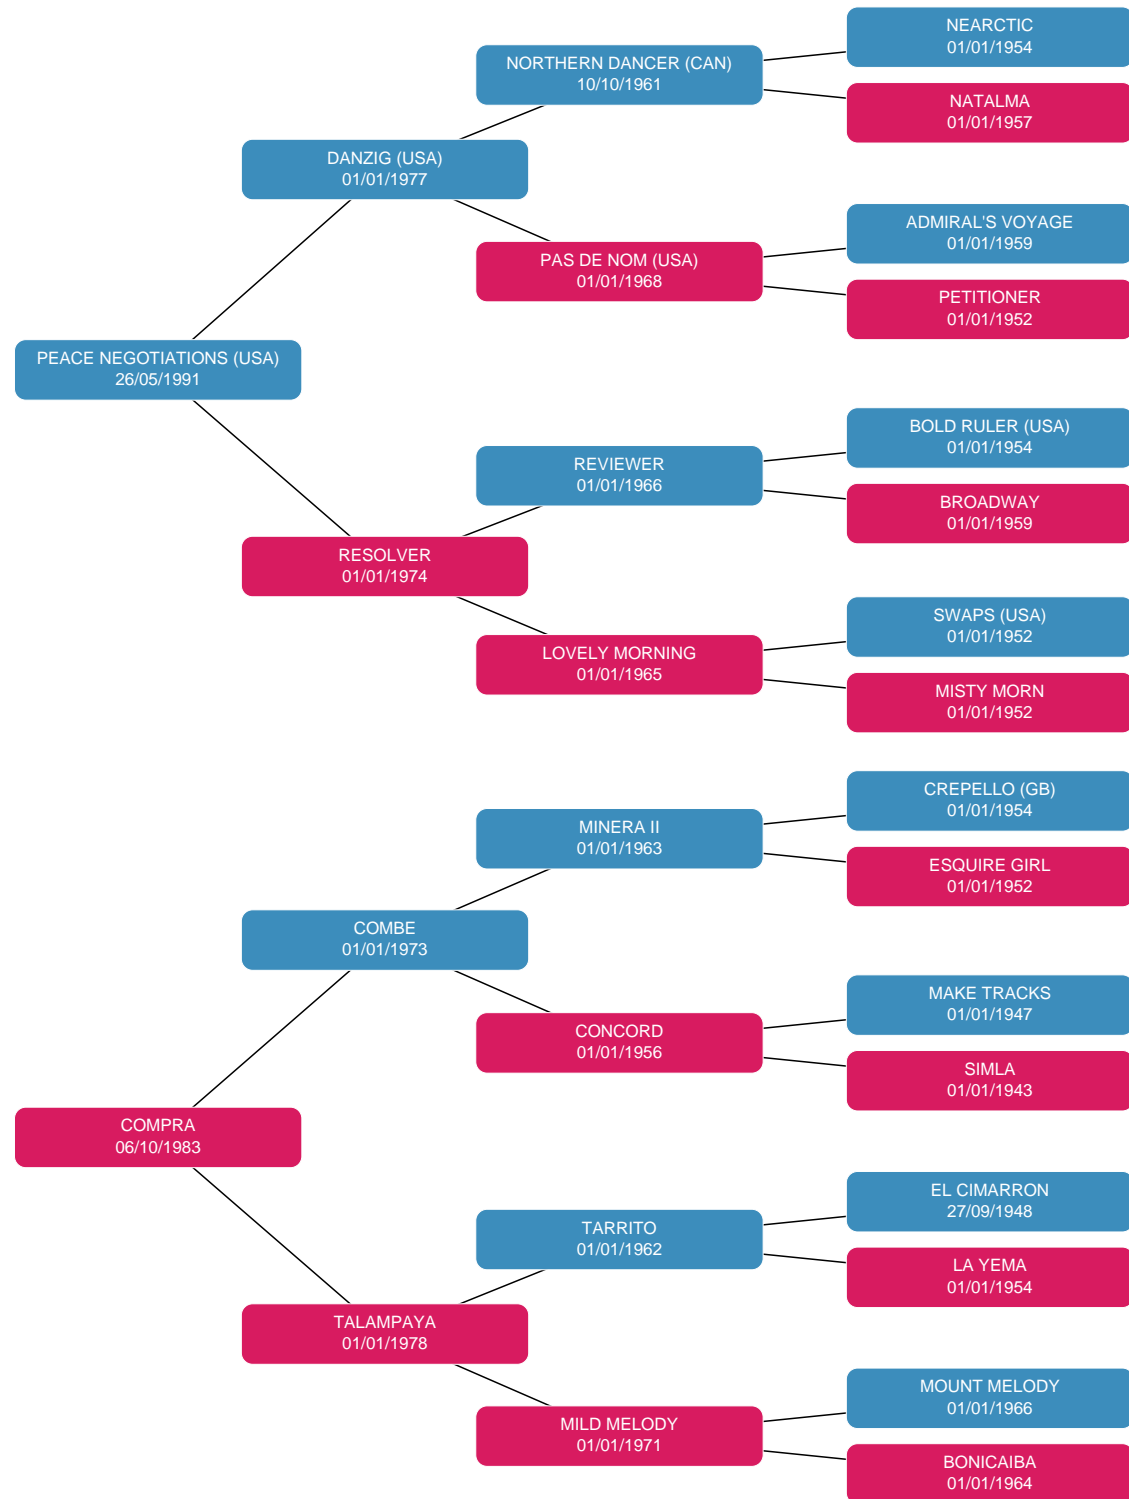 NEARCTIC
01/01/1954
NORTHERN DANCER (CAN)
10/10/1961
NATALMA
01/01/1957
DANZIG (USA)
01/01/1977
ADMIRAL'S VOYAGE
01/01/1959
PAS DE NOM (USA)
01/01/1968
PETITIONER
01/01/1952
PEACE NEGOTIATIONS (USA)
26/05/1991
BOLD RULER (USA)
01/01/1954
REVIEWER
01/01/1966
BROADWAY
01/01/1959
RESOLVER
01/01/1974
SWAPS (USA)
01/01/1952
LOVELY MORNING
01/01/1965
MISTY MORN
01/01/1952
CREPELLO (GB)
01/01/1954
MINERA II
01/01/1963
ESQUIRE GIRL
01/01/1952
COMBE
01/01/1973
MAKE TRACKS
01/01/1947
CONCORD
01/01/1956
SIMLA
01/01/1943
COMPRA
06/10/1983
EL CIMARRON
27/09/1948
TARRITO
01/01/1962
LA YEMA
01/01/1954
TALAMPAYA
01/01/1978
MOUNT MELODY
01/01/1966
MILD MELODY
01/01/1971
BONICAIBA
01/01/1964